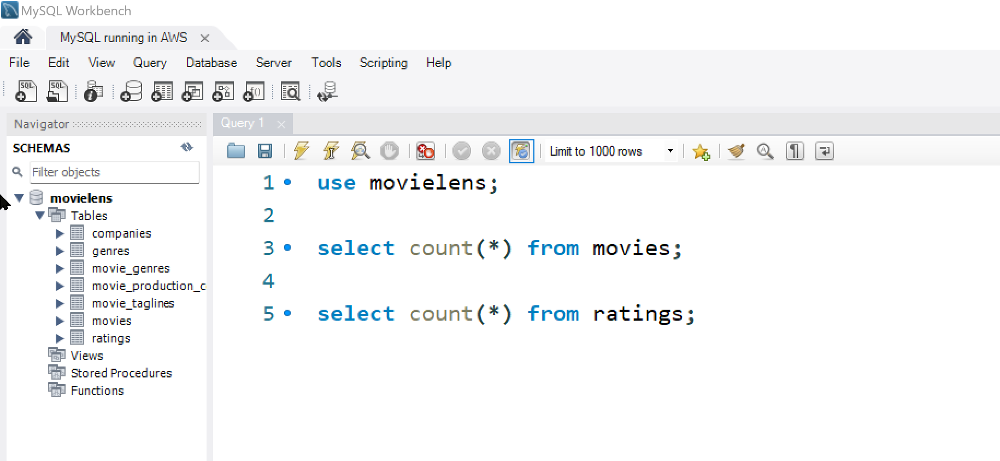 MySQL Workbench
MySQL running in AWS
File Edit View Query Database Server Tools Scripting Help
SQL SQL f()
Navigator
SCHEMAS
Filter objects
movielens
Tables
companies
genres
movie_genres
movie_production_c
movie_taglines
movies
ratings
Views
Stored Procedures
Functions
Query 1
Limit to 1000 rows
1 use movielens;
2
3 select count(*) from movies;
4
5 select count(*) from ratings;